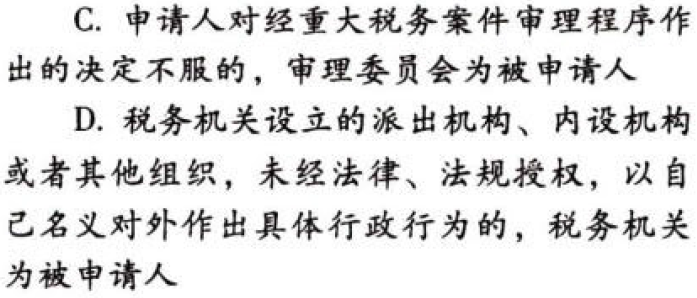 C. 申请人对经重大税务案件审理程序作
出的决定不服的，审理委员会为被申请人
D. 税务机关设立的派出机构、内设机构
或者其他组织，未经法律、法规授权，以自
己名义对外作出具体行政行为的，税务机关
为被申请人